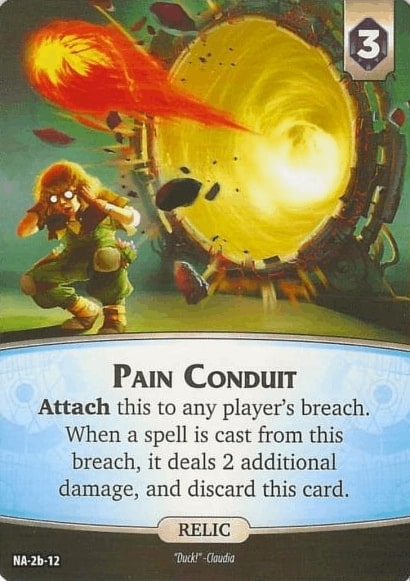 3
PAIN CONDUIT
Attach this to any player's breach.
When a spell is cast from this
breach, it deals 2 additional
damage, and discard this card.
RELIC
NA-2b-12
"Duck!" -Claudia